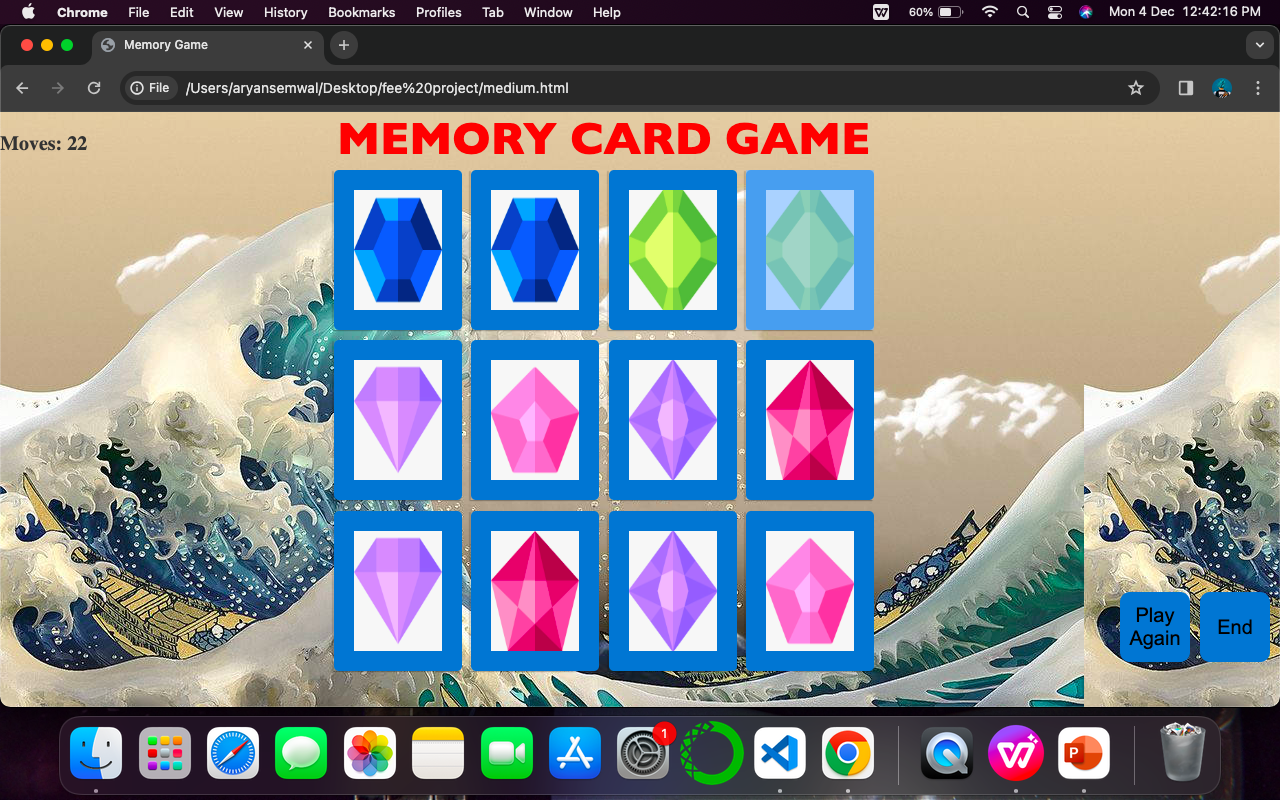 Chrome File Edit View History Bookmarks Profiles Tab Window Help W 60% Mon 4 Dec 12:42:16 PM
Memory Game
File /Users/aryansemwal/Desktop/fee%20project/medium.html
MEMORY CARD GAME
Moves: 22
Play
Again
End
1
W
P